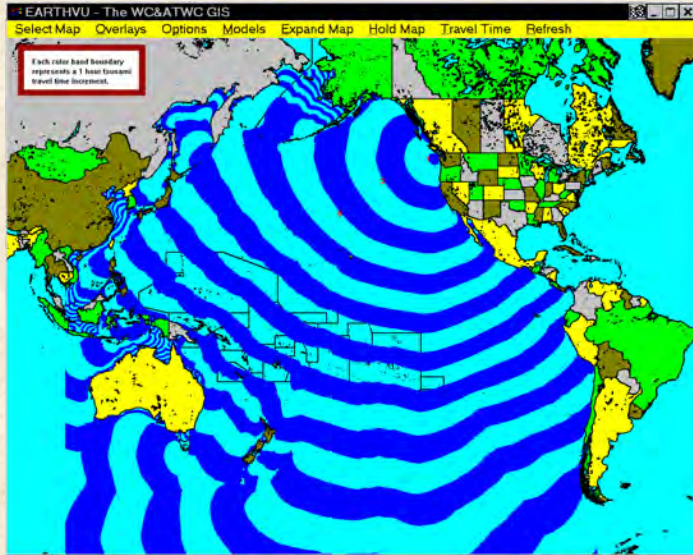 EARTHVU - The WC&ATWC GIS
Select Map Overlays Options Models Expand Map Hold Map Travel Time Refresh
Each color band boundary
represents a 1 hour tsunami
travel time increment.